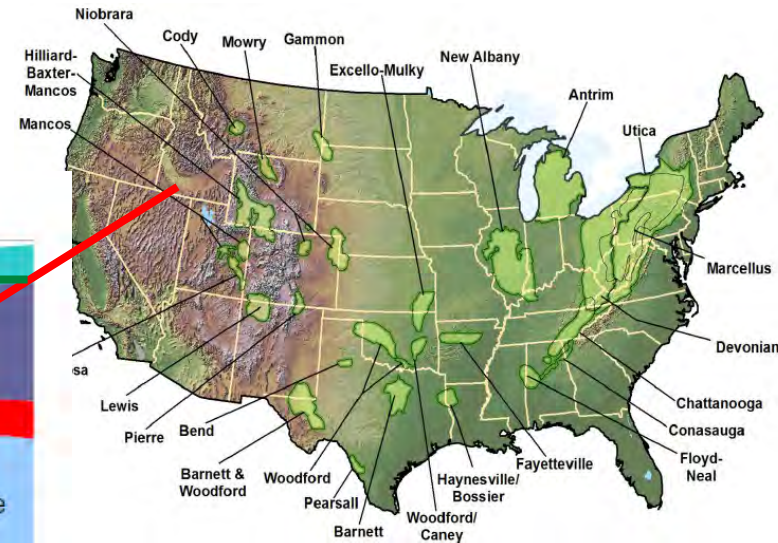 Niobrara
Cody
Mowry
Gammon
Hilliard-
Baxter-
Mancos
Excello-Mulky
New Albany
Antrim
Mancos
Utica
Marcellus
Devonian
Lewis
Pierre
Bend
Chattanooga
Conasauga
Barnett &
Woodford
Woodford
Pearsall
Barnett
Woodford/
Caney
Haynesville/
Bossier
Fayetteville
Floyd-
Neal